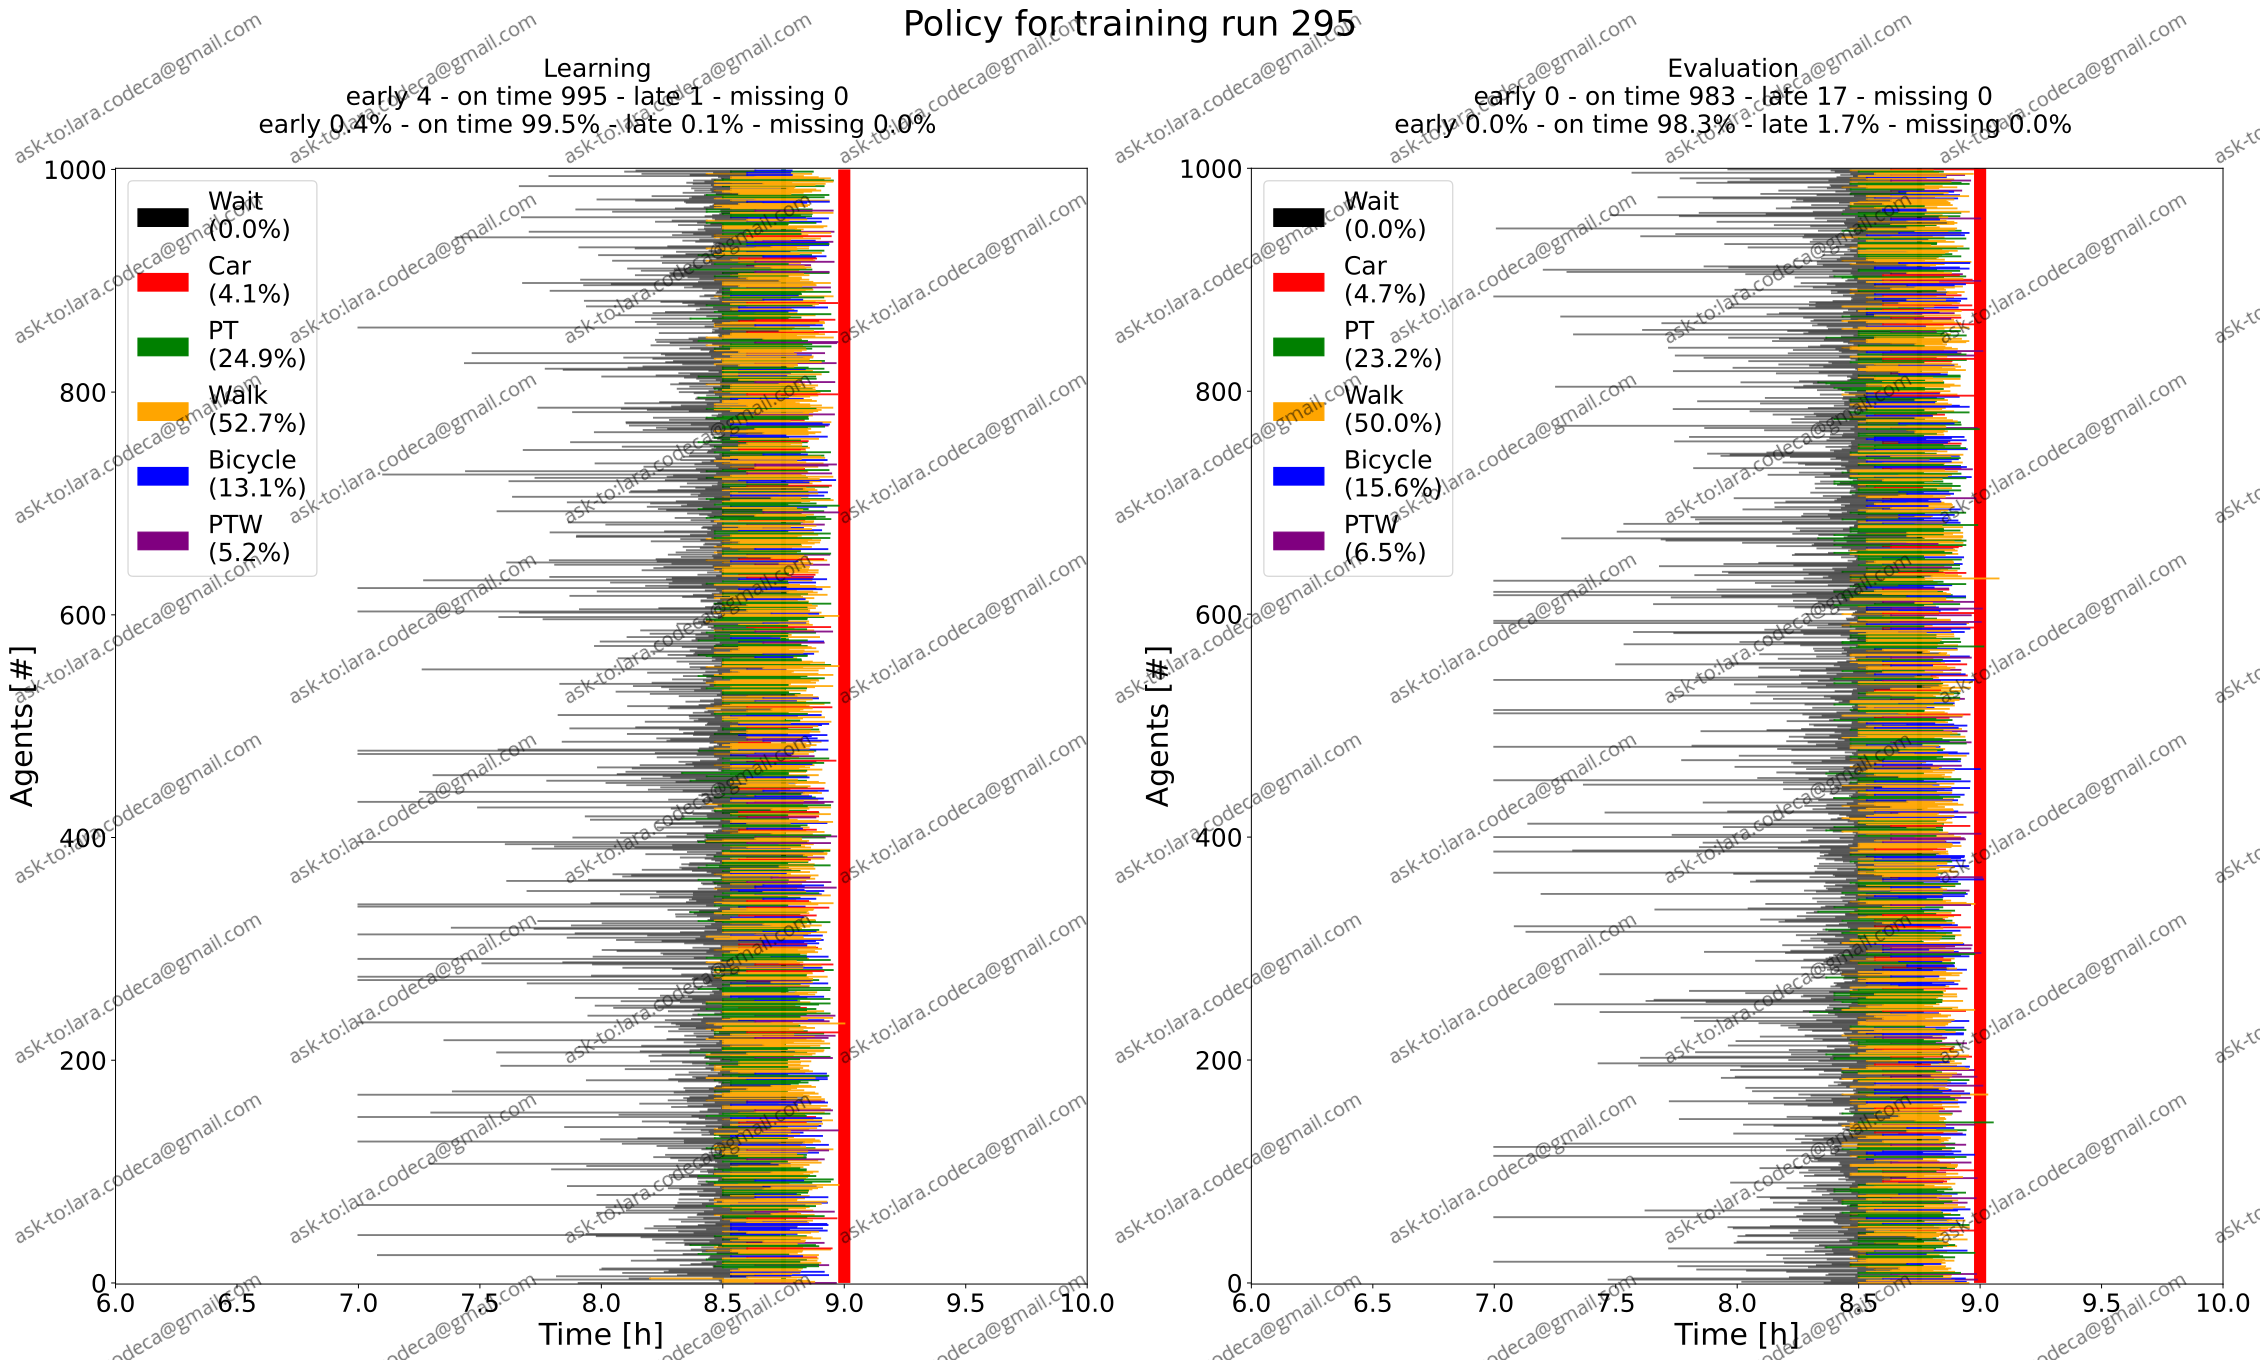 Policy for training run 295
Learning
early 4 - on time 995 - late 1 - missing 0
early 0.4% - on time 99.5% - late 0.1% - missing 0.0%
1000
800
600
400
200
0
Agents [#]
Wait
(0.0%)
Car
(4.1%)
PT
(24.9%)
Walk
(52.7%)
Bicycle
(13.1%)
PTW
(5.2%)
6.0 6.5 7.0 7.5 8.0 8.5 9.0 9.5 10.0
Time [h]
Evaluation
early 0 - on time 983 - late 17 - missing 0
early 0.0% - on time 98.3% - late 1.7% - missing 0.0%
1000
800
600
400
200
0
Agents [#]
Wait
(0.0%)
Car
(4.7%)
PT
(23.2%)
Walk
(50.0%)
Bicycle
(15.6%)
PTW
(6.5%)
6.0 6.5 7.0 7.5 8.0 8.5 9.0 9.5 10.0
Time [h]
ask-to:lara.codeca@gmail.com